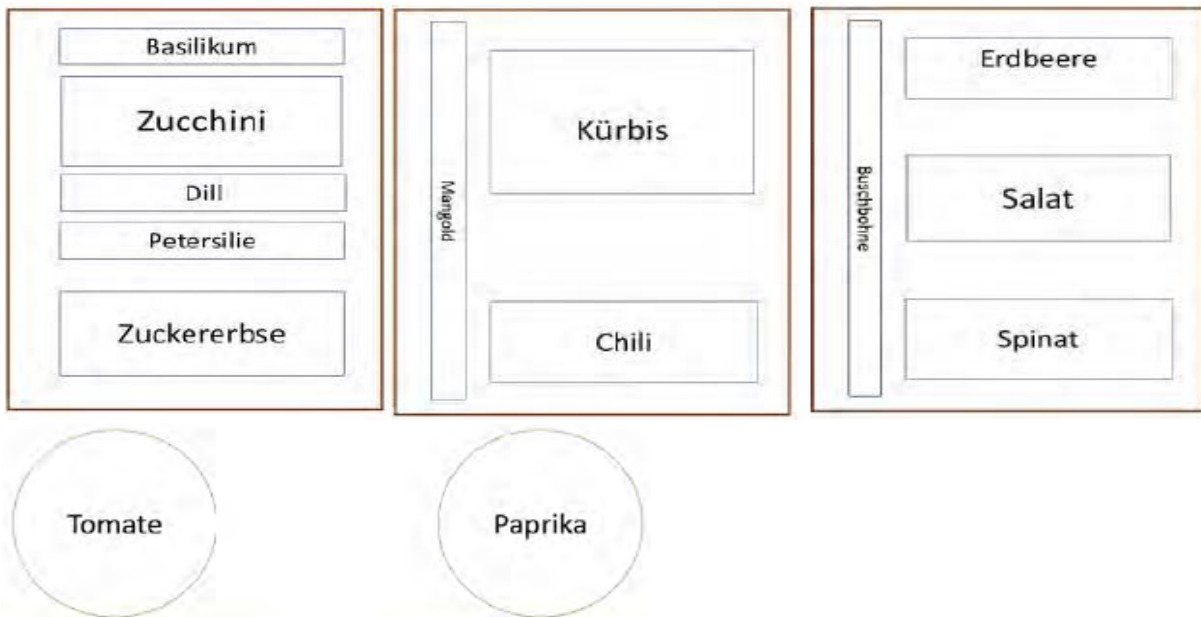 Basilikum
Zucchini
Dill
Petersilie
Zuckererbse
Mangold
Kürbis
Chili
Buschbohne
Erdbeere
Salat
Spinat
Tomate
Paprika